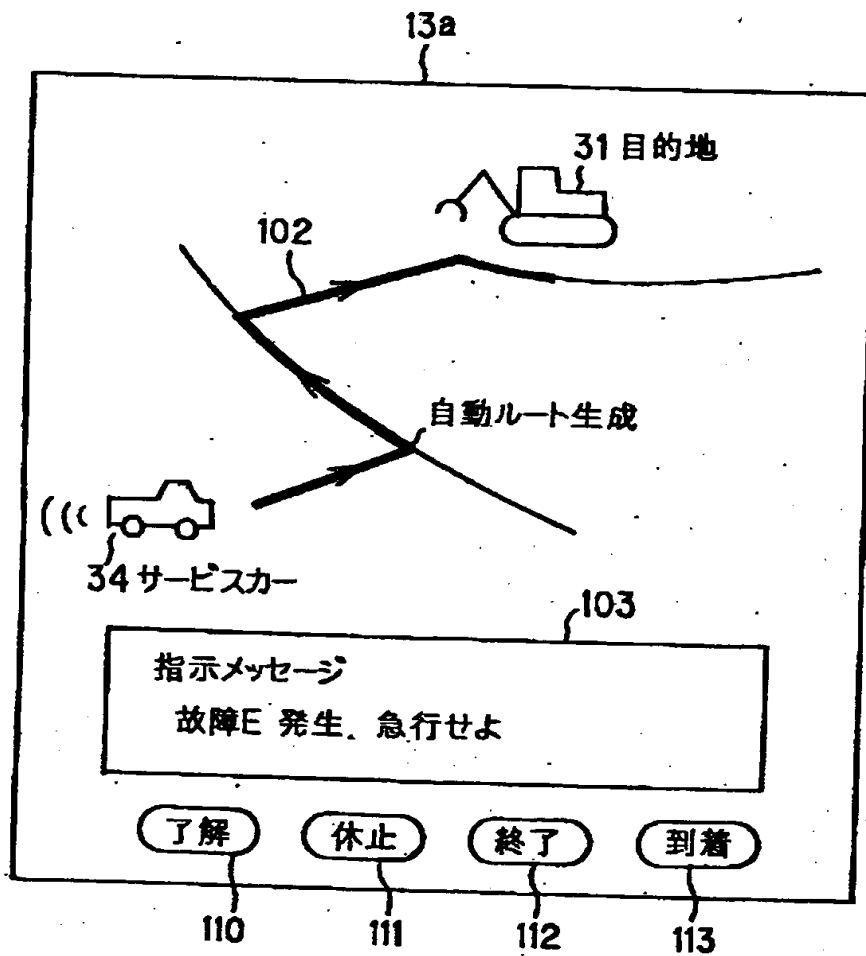 13a
31 目的地
102
自動ルート生成
34 サービスカー
103
指示メッセージ
故障E 発生、急行せよ
了解 休止 終了 到着
110 111 112 113